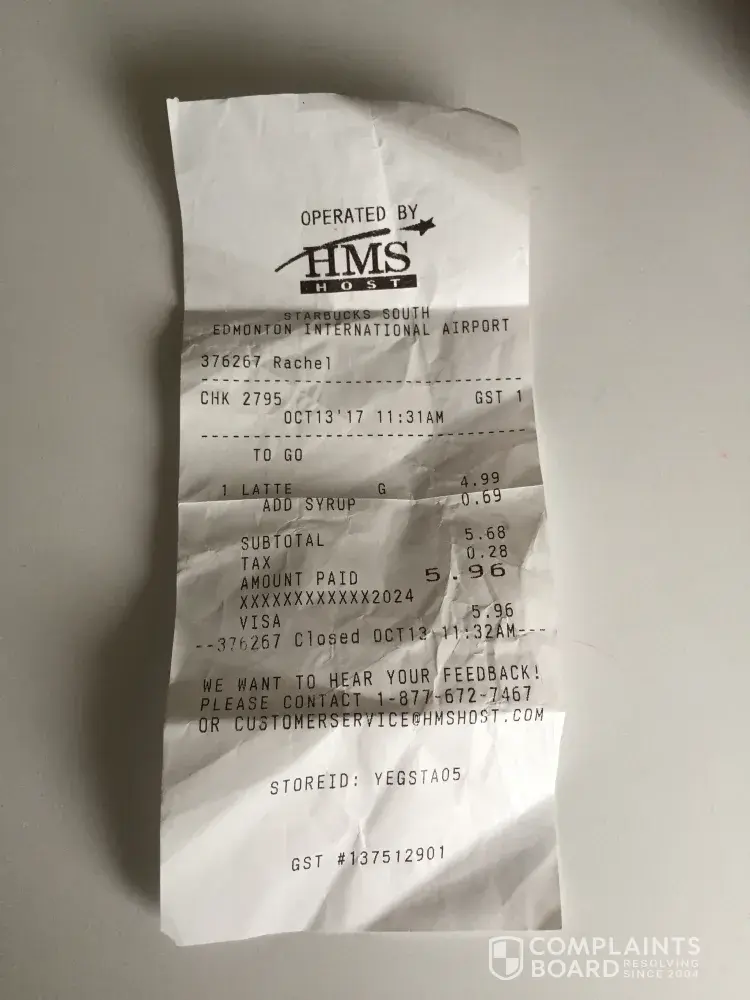 OPERATED BY
HMS
HOST
STARBUCKS SOUTH
EDMONTON INTERNATIONAL AIRPORT
376267 Rachel
--------------------------------
CHK 2795 GST 1
OCT13'17 11:31AM
--------------------------------
TO GO
1 LATTE G 4.99
ADD SYRUP 0.69
SUBTOTAL 5.68
TAX 0.28
AMOUNT PAID 5.96
XXXXXXXXXXXX2024
VISA 5.96
--376267 Closed OCT13 11:32AM---
WE WANT TO HEAR YOUR FEEDBACK!
PLEASE CONTACT 1-877-672-7467
OR CUSTOMERSERVICE@HMSHOST.COM
STOREID: YEGSTA05
GST #137512901
COMPLAINTS
BOARD RESOLVING
SINCE 2004